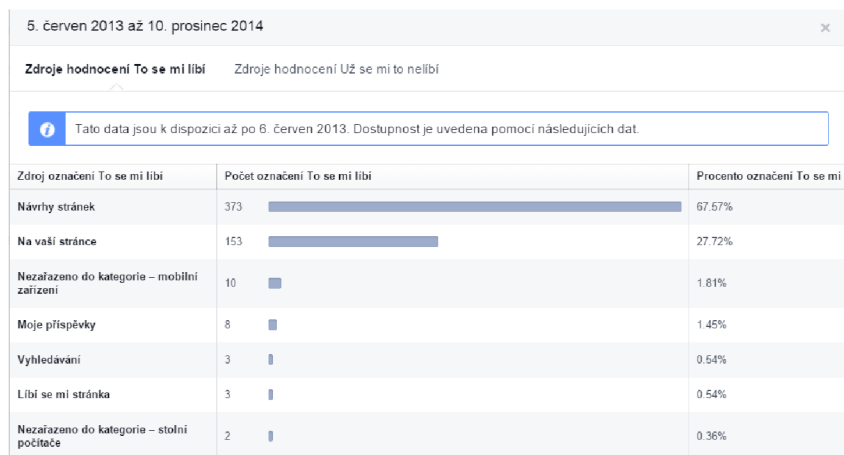 5. červen 2013 až 10. prosinec 2014
Zdroje hodnocení To se mi líbí Zdroje hodnocení Už se mi to nelíbí
Tato data jsou k dispozici až po 6. červen 2013. Dostupnost je uvedena pomocí následujících dat.
Zdroj označení To se mi líbí Počet označení To se mi líbí Procento označení To se mi
Návrhy stránek 373 67.57%
Na vaší stránce 153 27.72%
Nezařazeno do kategorie – mobilní
zařízení 10 1.81%
Moje příspěvky 8 1.45%
Vyhledávání 3 0.54%
Líbí se mi stránka 3 0.54%
Nezařazeno do kategorie – stolní
počítače 2 0.36%